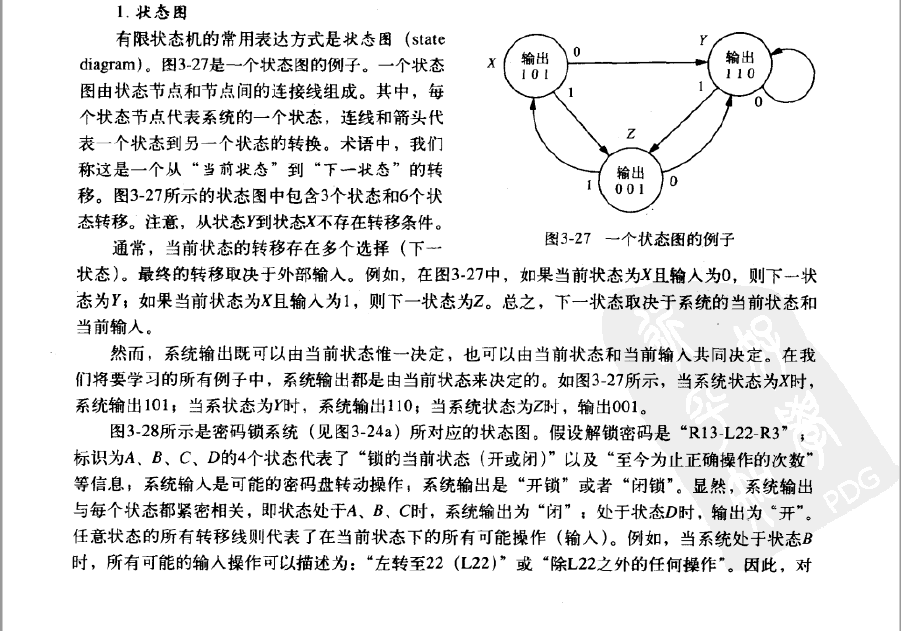 1. 状态图
有限状态机的常用表达方式是状态图（state
diagram）。图3-27是一个状态图的例子。一个状态
图由状态节点和节点间的连接线组成。其中，每
个状态节点代表系统的一个状态，连线和箭头代
表一个状态到另一个状态的转换。术语中，我们
称这是一个从“当前状态”到“下一状态”的转
移。图3-27所示的状态图中包含3个状态和6个状
态转移。注意，从状态Y到状态X不存在转移条件。
X
输出
101
0
1
Y
输出
110
1
0
Z
输出
001
1
0
图3-27 一个状态图的例子
通常，当前状态的转移存在多个选择（下一
状态）。最终的转移取决于外部输入。例如，在图3-27中，如果当前状态为X且输入为0，则下一状
态为Y；如果当前状态为X且输入为1，则下一状态为Z。总之，下一状态取决于系统的当前状态和
当前输入。
然而，系统输出既可以由当前状态惟一决定，也可以由当前状态和当前输入共同决定。在我
们将要学习的所有例子中，系统输出都是由当前状态来决定的。如图3-27所示，当系统状态为X时，
系统输出101；当系状态为Y时，系统输出110；当系统状态为Z时，输出001。
图3-28所示是密码锁系统（见图3-24a）所对应的状态图。假设解锁密码是“R13-L22-R3”；
标识为A、B、C、D的4个状态代表了“锁的当前状态（开或闭）”以及“至今为止正确操作的次数”
等信息；系统输入是可能的密码盘转动操作；系统输出是“开锁”或者“闭锁”。显然，系统输出
与每个状态都紧密相关，即状态处于A、B、C时，系统输出为“闭”；处于状态D时，输出为“开”。
任意状态的所有转移线则代表了在当前状态下的所有可能操作（输入）。例如，当系统处于状态B
时，所有可能的输入操作可以描述为：“左转至22（L22）”或“除L22之外的任何操作”。因此，对
PDG